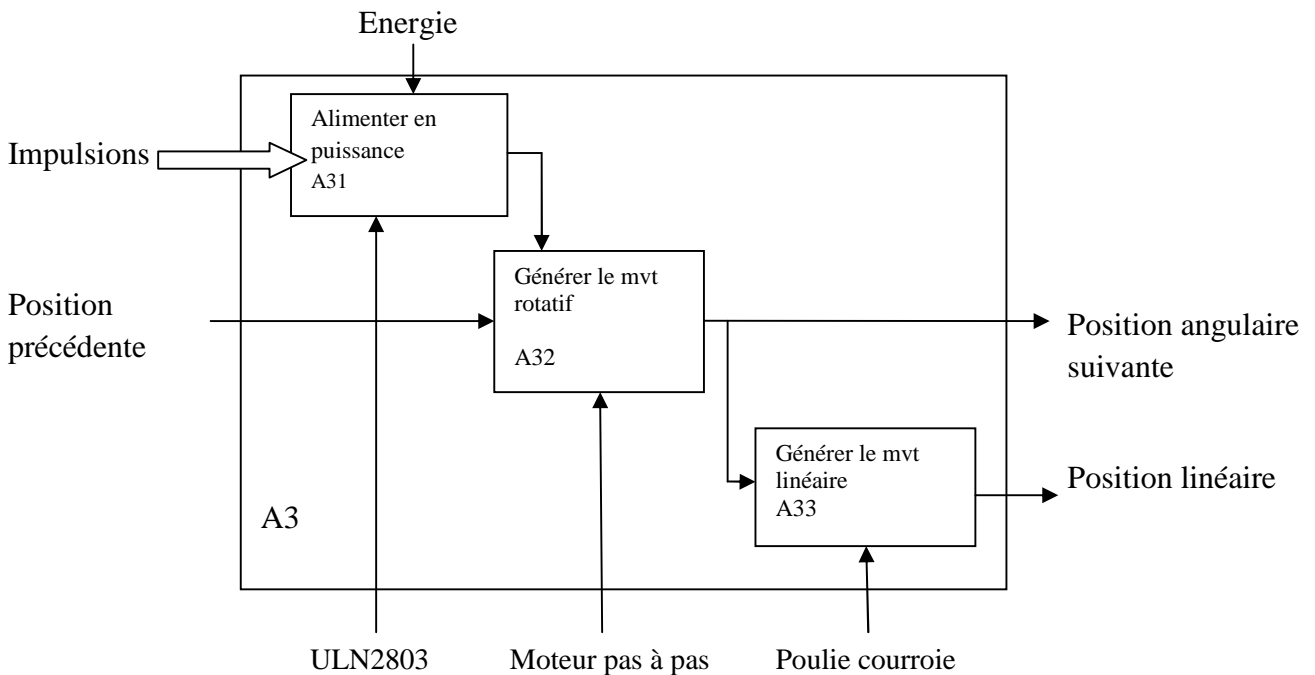 Energie
Alimenter en
puissance
A31
Impulsions
Générer le mvt
rotatif
A32
Position
précédente
Position angulaire
suivante
Générer le mvt
linéaire
A33
Position linéaire
A3
ULN2803
Moteur pas à pas
Poulie courroie